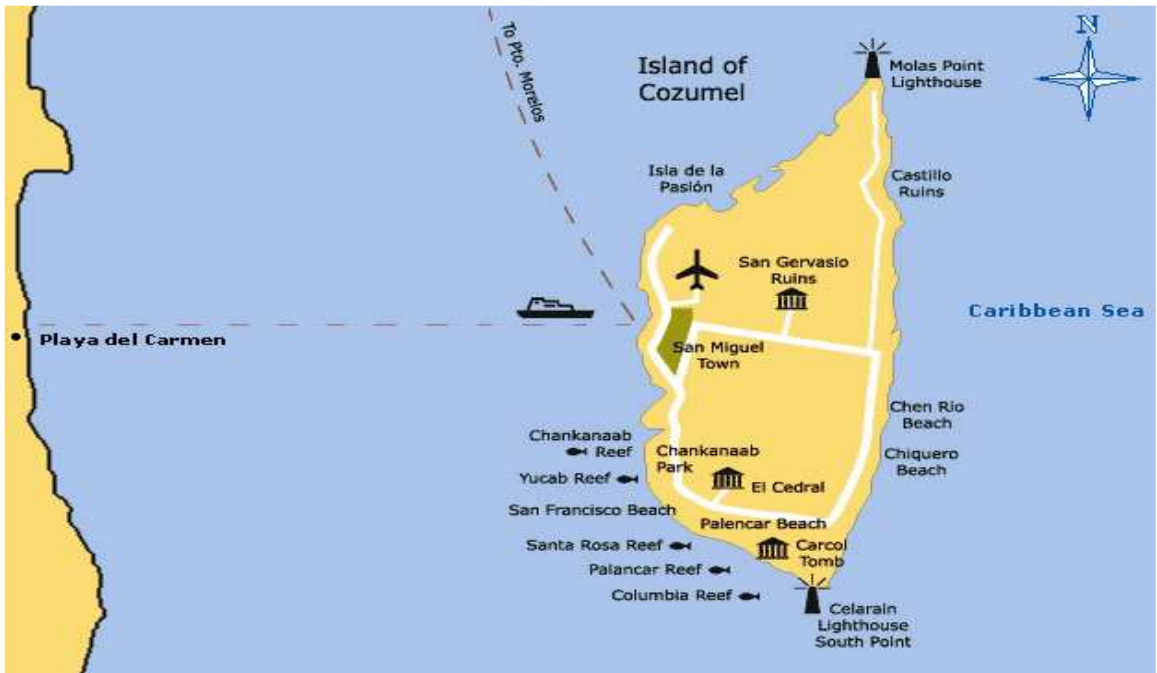 To Pto. Morelos
Island of
Cozumel
N
Molas Point
Lighthouse
Isla de la
Pasión
Castillo
Ruins
San Gervasio
Ruins
Caribbean Sea
Playa del Carmen
San Miguel
Town
Chen Rio
Beach
Chankanaab
Reef
Chankanaab
Park
Chiquero
Beach
Yucab Reef
El Cedral
San Francisco Beach
Palencar Beach
Santa Rosa Reef
Carcol
Tomb
Palancar Reef
Columbia Reef
Celarain
Lighthouse
South Point